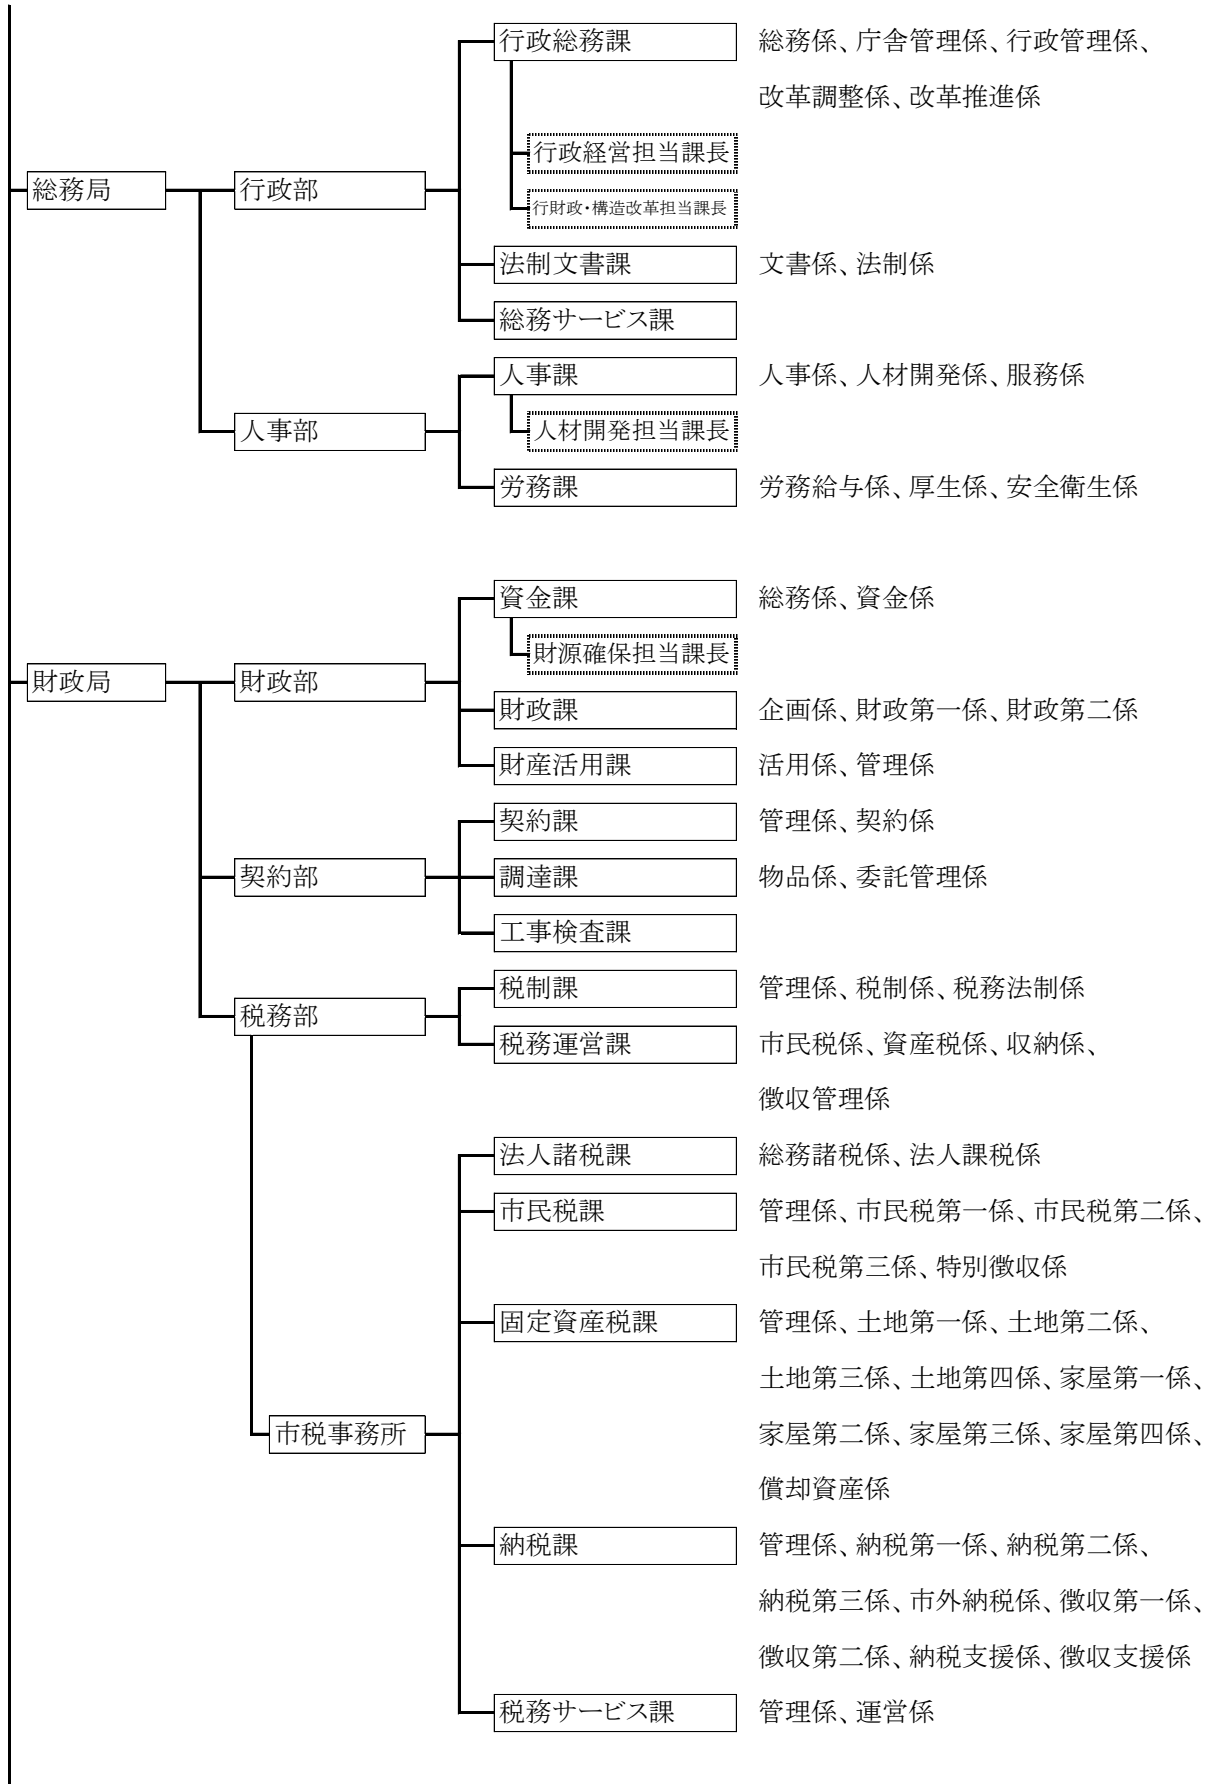 行政総務課　総務係、庁舎管理係、行政管理係、
改革調整係、改革推進係
行政経営担当課長
総務局　行政部
行財政・構造改革担当課長
法制文書課　文書係、法制係
総務サービス課
人事課　人事係、人材開発係、服務係
人事部　人材開発担当課長
労務課　労務給与係、厚生係、安全衛生係
資金課　総務係、資金係
財源確保担当課長
財政局　財政部
財政課　企画係、財政第一係、財政第二係
財産活用課　活用係、管理係
契約課　管理係、契約係
契約部　調達課　物品係、委託管理係
工事検査課
税制課　管理係、税制係、税務法制係
税務部
税務運営課　市民税係、資産税係、収納係、
徴収管理係
法人諸税課　総務諸税係、法人課税係
市民税課　管理係、市民税第一係、市民税第二係、
市民税第三係、特別徴収係
固定資産税課　管理係、土地第一係、土地第二係、
土地第三係、土地第四係、家屋第一係、
市税事務所　家屋第二係、家屋第三係、家屋第四係、
償却資産係
納税課　管理係、納税第一係、納税第二係、
納税第三係、市外納税係、徴収第一係、
徴収第二係、納税支援係、徴収支援係
税務サービス課　管理係、運営係